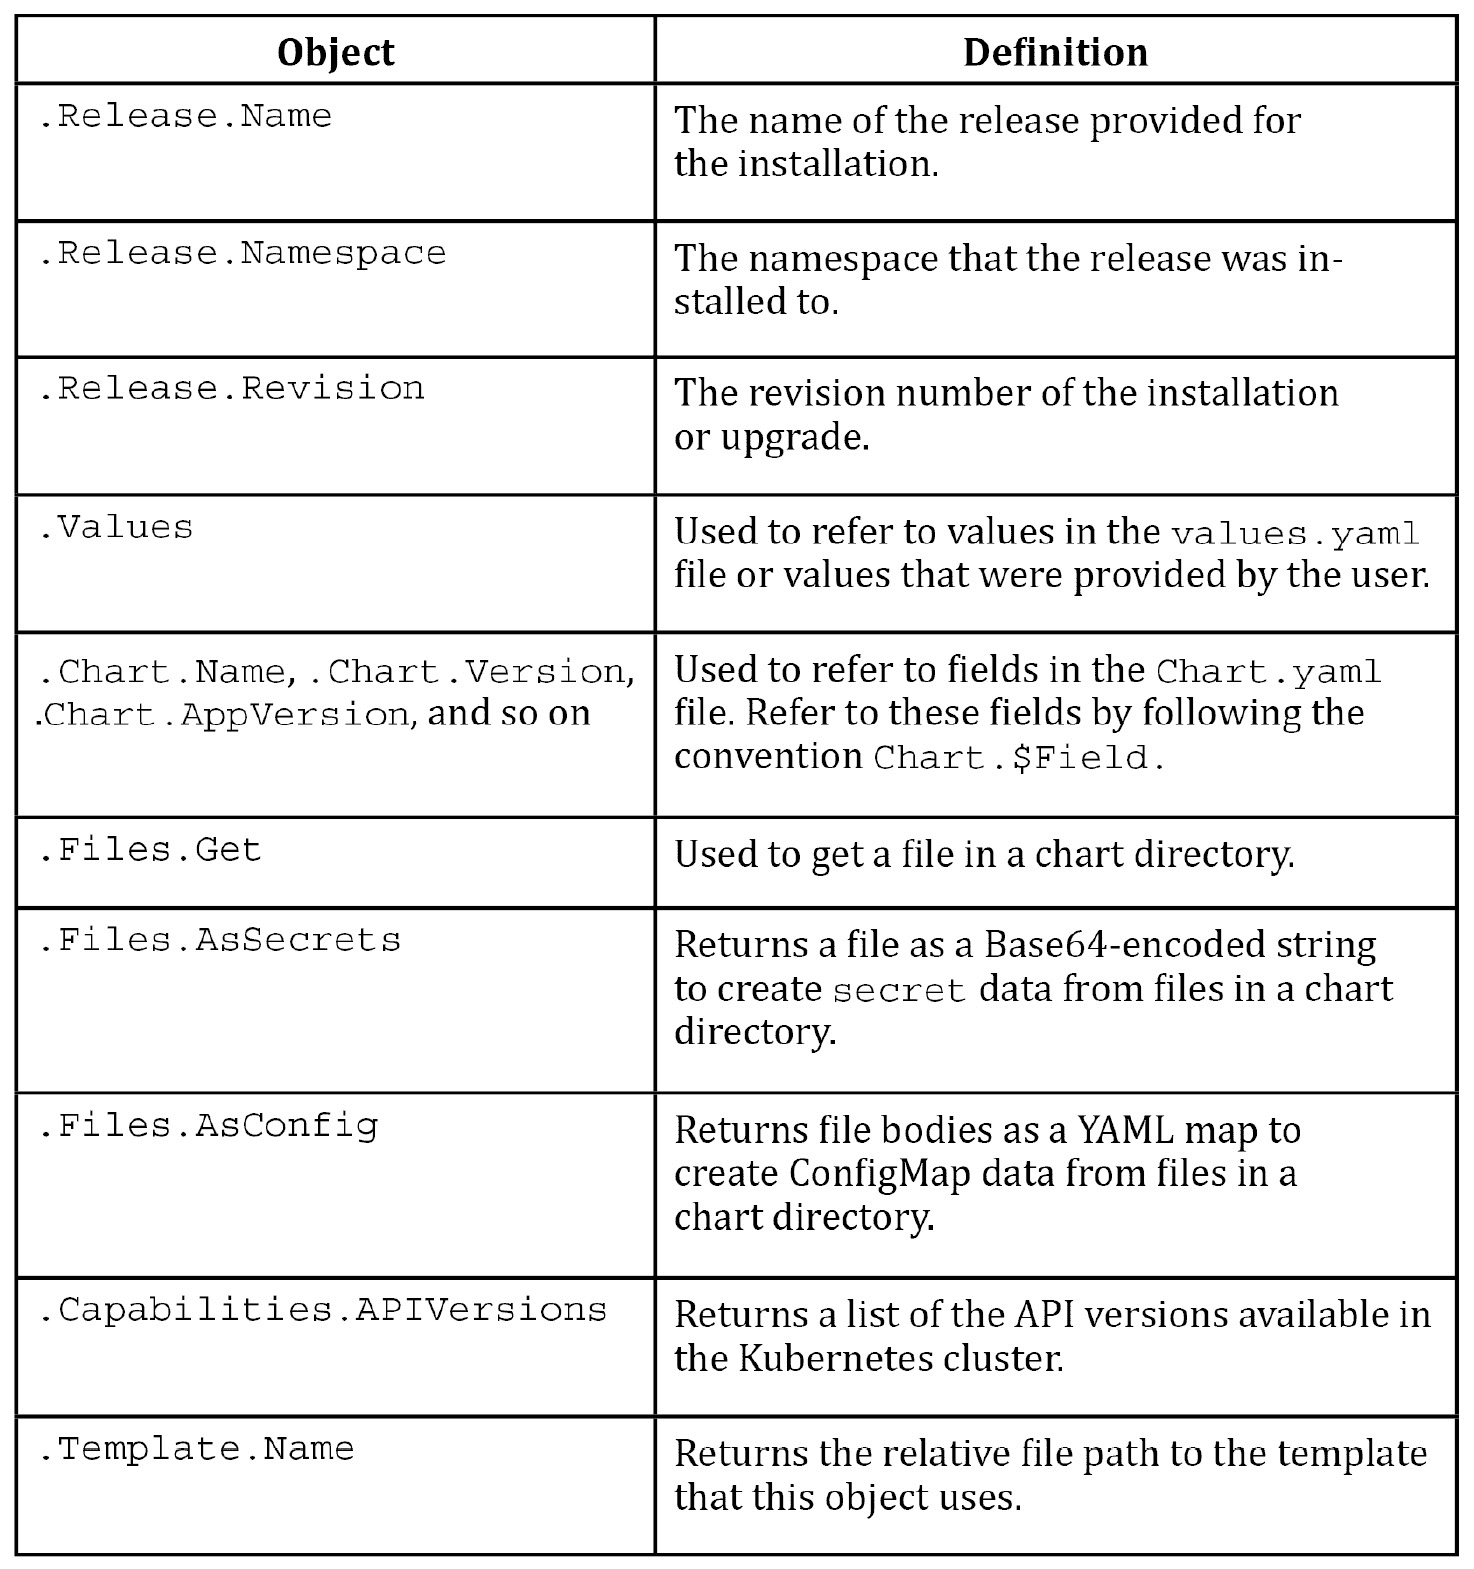 Object
Definition
.Release.Name
The name of the release provided for
the installation.
.Release.Namespace
The namespace that the release was in-
stalled to.
.Release.Revision
The revision number of the installation
or upgrade.
.Values
Used to refer to values in the values.yaml
file or values that were provided by the user.
.Chart.Name, .Chart.Version,
.Chart.AppVersion, and so on
Used to refer to fields in the Chart.yaml
file. Refer to these fields by following the
convention Chart.$Field.
.Files.Get
Used to get a file in a chart directory.
.Files.AsSecrets
Returns a file as a Base64-encoded string
to create secret data from files in a chart
directory.
.Files.AsConfig
Returns file bodies as a YAML map to
create ConfigMap data from files in a
chart directory.
.Capabilities.APIVersions
Returns a list of the API versions available in
the Kubernetes cluster.
.Template.Name
Returns the relative file path to the template
that this object uses.